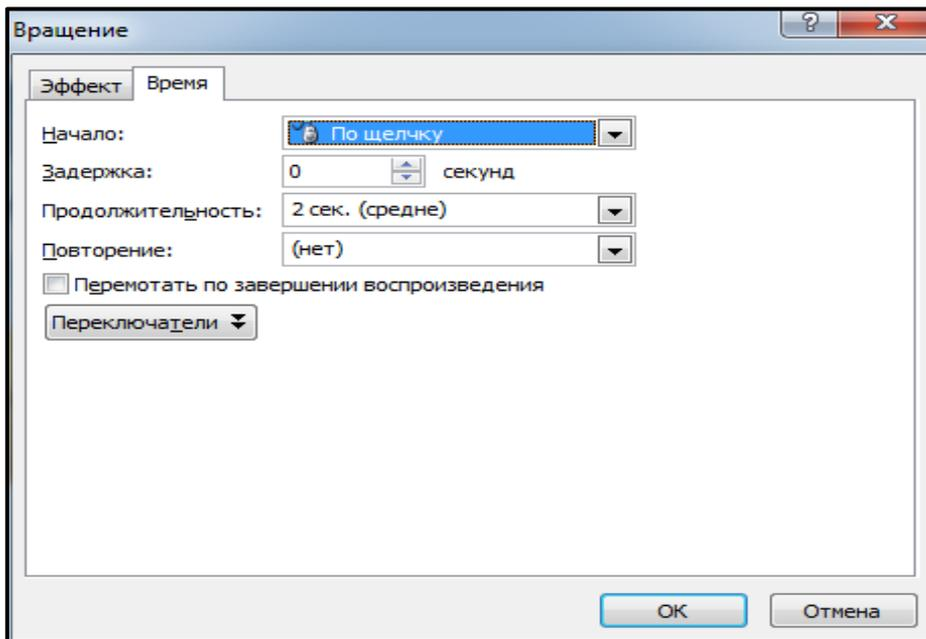 Вращение
Эффект Время
Начало: По щелчку
Задержка: 0 секунд
Продолжительность: 2 сек. (средне)
Повторение: (нет)
Перемотать по завершении воспроизведения
Переключатели
ОК Отмена